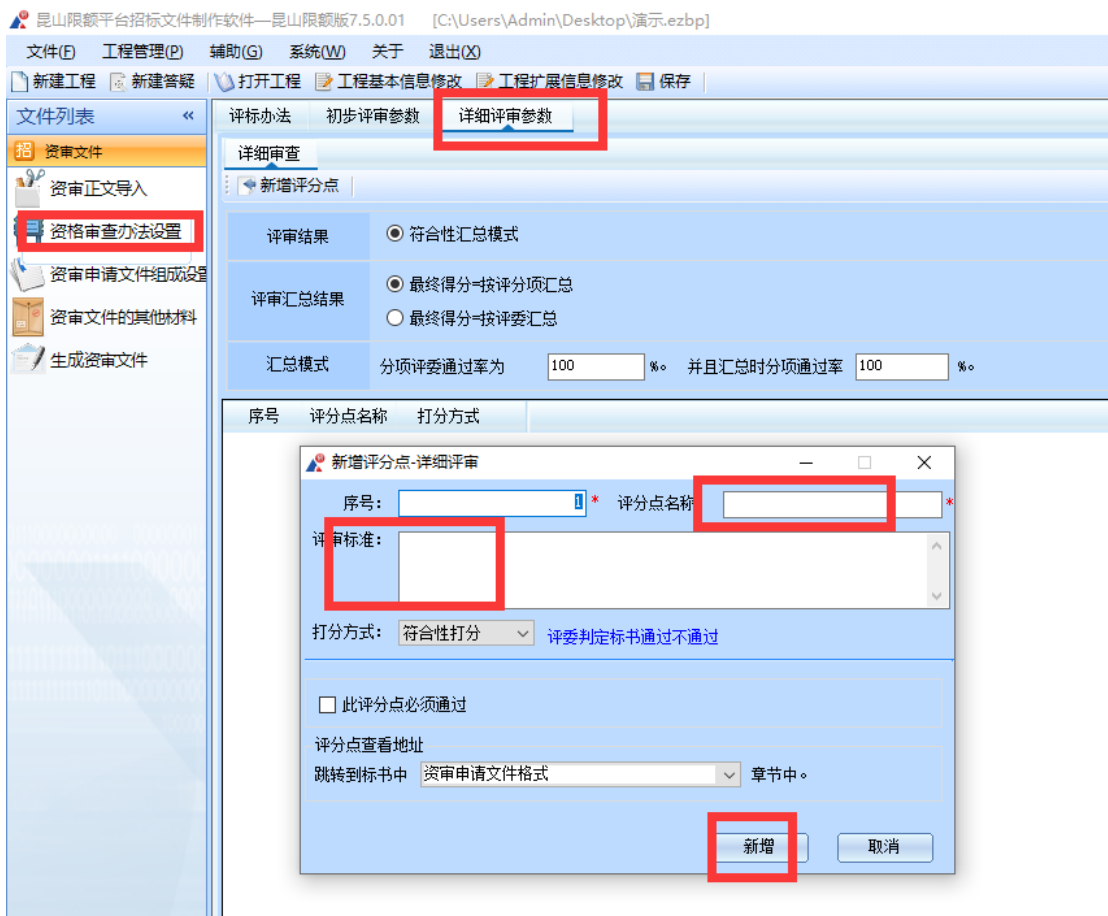 昆山限额平台招标文件制作软件—昆山限额版7.5.0.01 [C:\Users\Admin\Desktop\演示.ezbp]
文件(F) 工程管理(P) 辅助(G) 系统(W) 关于 退出(X)
新建工程 新建答疑 打开工程 工程基本信息修改 工程扩展信息修改 保存
文件列表 «
招 资审文件
资审正文导入
资格审查办法设置
资审申请文件组成设置
资审文件的其他材料
生成资审文件
评标办法 初步评审参数 详细评审参数
详细审查
新增评分点
评审结果 符合性汇总模式
评审汇总结果 最终得分=按评分项汇总
最终得分=按评委汇总
汇总模式 分项评委通过率为 100 %。 并且汇总时分项通过率 100 %。
序号 评分点名称 打分方式
新增评分点-详细评审
序号： 1 * 评分点名称 *
评审标准：
打分方式： 符合性打分 评委判定标书通过不通过
此评分点必须通过
评分点查看地址
跳转到标书中 资审申请文件格式 章节中。
新增 取消